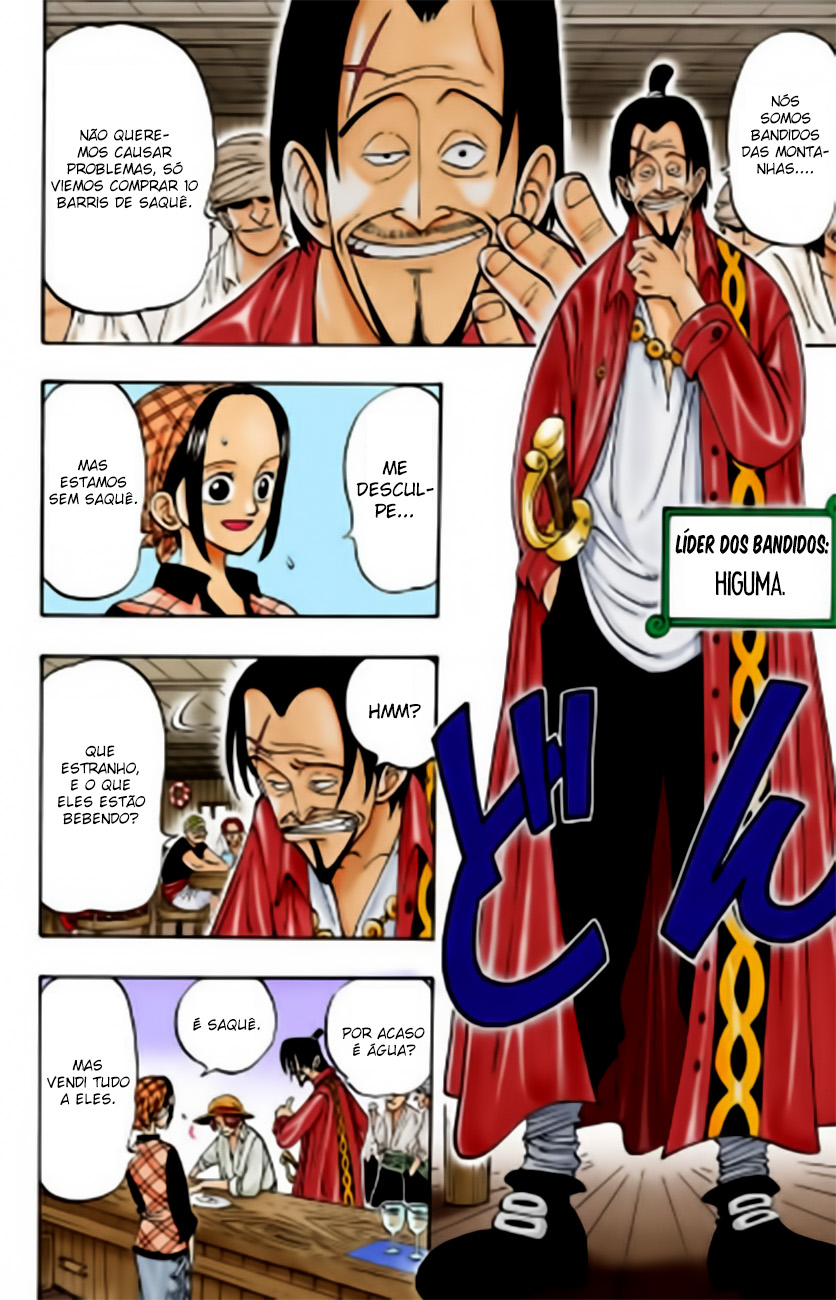 NÓS
SOMOS
BANDIDOS
DAS MONTA-
NHAS....
NÃO QUERE-
MOS CAUSAR
PROBLEMAS, SÓ
VIEMOS COMPRAR 10
BARRIS DE SAQUÊ.
LÍDER DOS BANDIDOS:
HIGUMA.
どん
ME
DESCUL-
PE...
MAS
ESTAMOS
SEM SAQUÊ.
HMM?
QUE
ESTRANHO,
E O QUE
ELES ESTÃO
BEBENDO?
POR ACASO
É ÁGUA?
É SAQUÊ.
MAS
VENDI TUDO
A ELES.